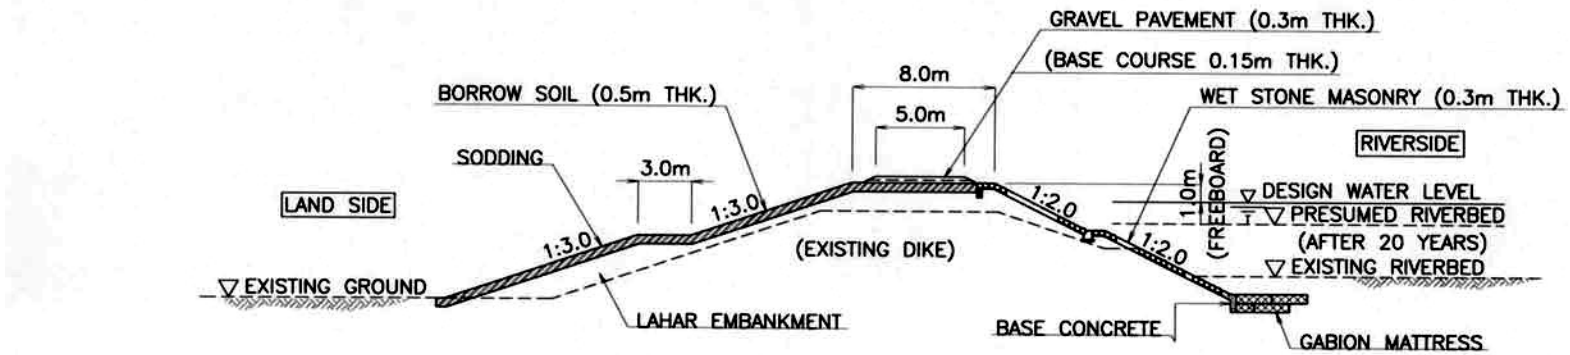 GRAVEL PAVEMENT (0.3m THK.)
(BASE COURSE 0.15m THK.)
8.0m
BORROW SOIL (0.5m THK.)
WET STONE MASONRY (0.3m THK.)
5.0m
SODDING
3.0m
RIVERSIDE
LAND SIDE
1:3.0
1:2.0
1.0m
(FREEBOARD)
DESIGN WATER LEVEL
PRESUMED RIVERBED
(AFTER 20 YEARS)
1:3.0
(EXISTING DIKE)
1:2.0
EXISTING RIVERBED
EXISTING GROUND
LAHAR EMBANKMENT
BASE CONCRETE
GABION MATTRESS